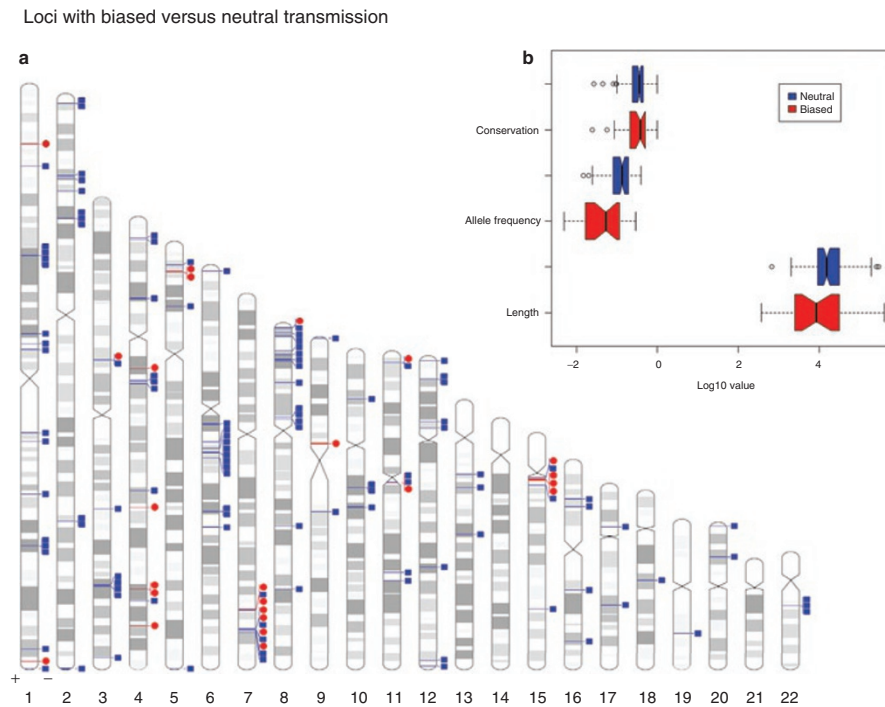 Loci with biased versus neutral transmission
a
b
Neutral
Biased
Conservation
Allele frequency
Length
−2 0 2 4
Log10 value
+ −
1 2 3 4 5 6 7 8 9 10 11 12 13 14 15 16 17 18 19 20 21 22